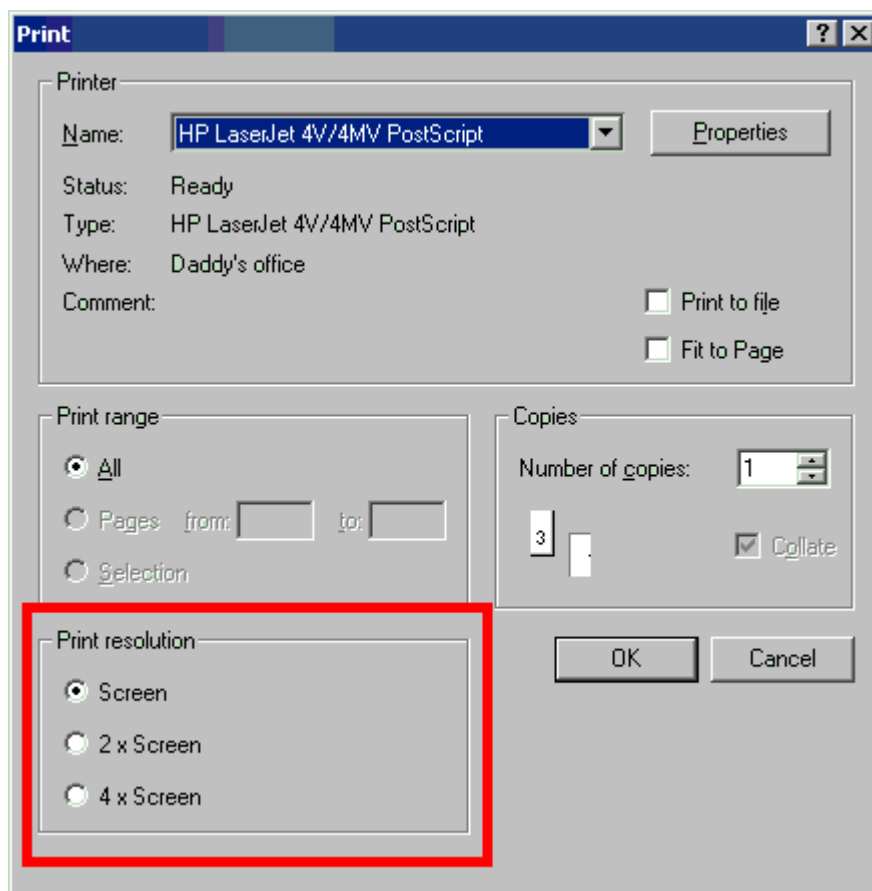 Print
Printer
Name: HP LaserJet 4V/4MV PostScript Properties
Status: Ready
Type: HP LaserJet 4V/4MV PostScript
Where: Daddy's office
Comment: Print to file
Fit to Page
Print range
All
Pages from: to:
Selection
Copies
Number of copies: 1
3
Collate
Print resolution
Screen
2 x Screen
4 x Screen
OK Cancel